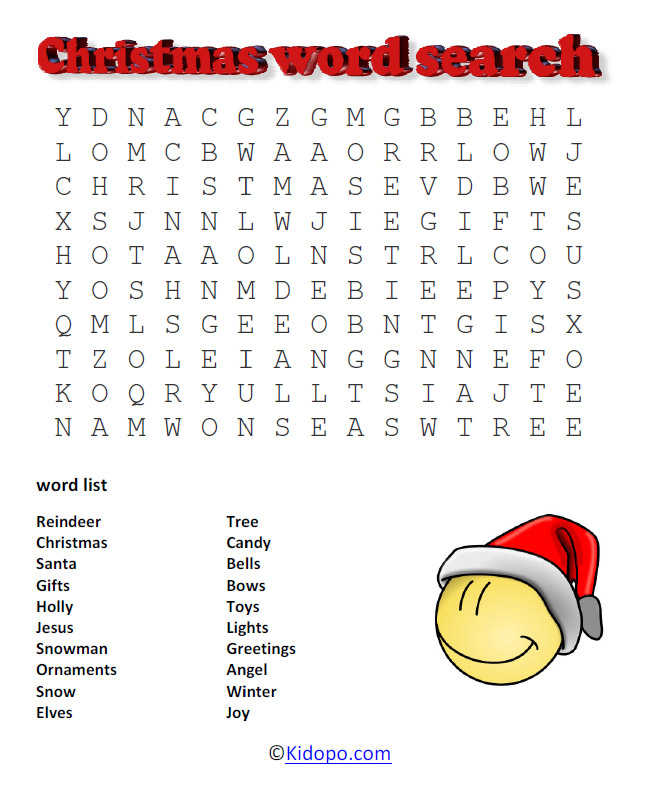 Christmas word search
Y D N A C G Z G M G B B E H L
L O M C B W A A O R R L O W J
C H R I S T M A S E V D B W E
X S J N N L W J I E G I F T S
H O T A A O L N S T R L C O U
Y O S H N M D E B I E E P Y S
Q M L S G E E O B N T G I S X
T Z O L E I A N G G N N E F O
K O Q R Y U L L T S I A J T E
N A M W O N S E A S W T R E E
word list
Reindeer Tree
Christmas Candy
Santa Bells
Gifts Bows
Holly Toys
Jesus Lights
Snowman Greetings
Ornaments Angel
Snow Winter
Elves Joy
©Kidopo.com